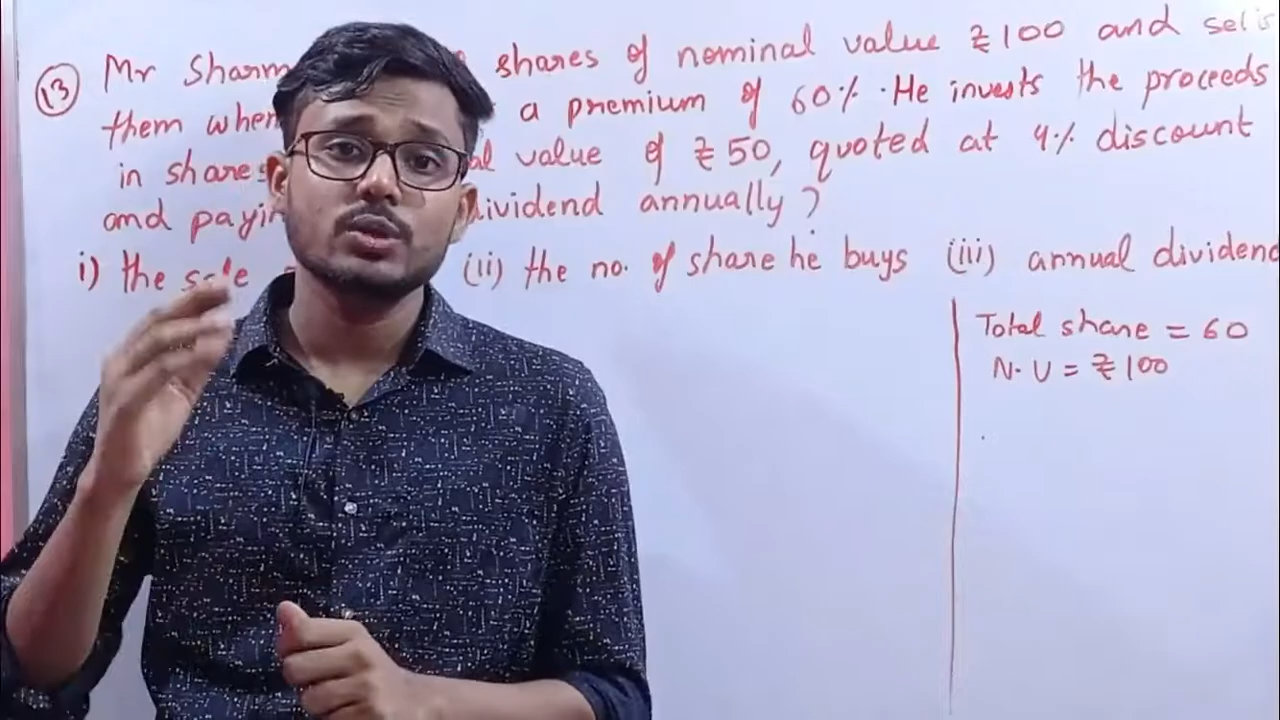 (13) Mr Sharm shares of nominal value ₹100 and sel
them when a premium of 60%. He invests the proceeds
in shares al value of ₹50, quoted at 4% discount
and payin dividend annually?
i) the sale (ii) the no. of share he buys (iii) annual dividend
Total share = 60
N.V = ₹100